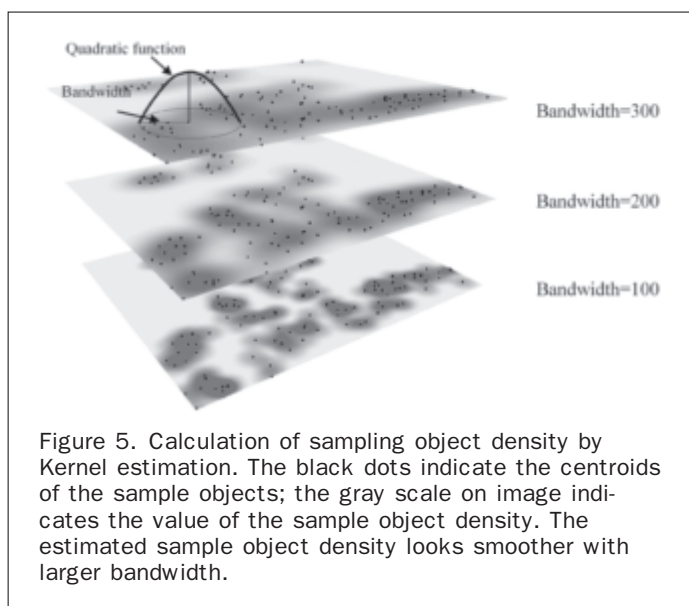 Quadratic function
Bandwidth
Bandwidth=300
Bandwidth=200
Bandwidth=100
Figure 5. Calculation of sampling object density by
Kernel estimation. The black dots indicate the centroids
of the sample objects; the gray scale on image indi-
cates the value of the sample object density. The
estimated sample object density looks smoother with
larger bandwidth.